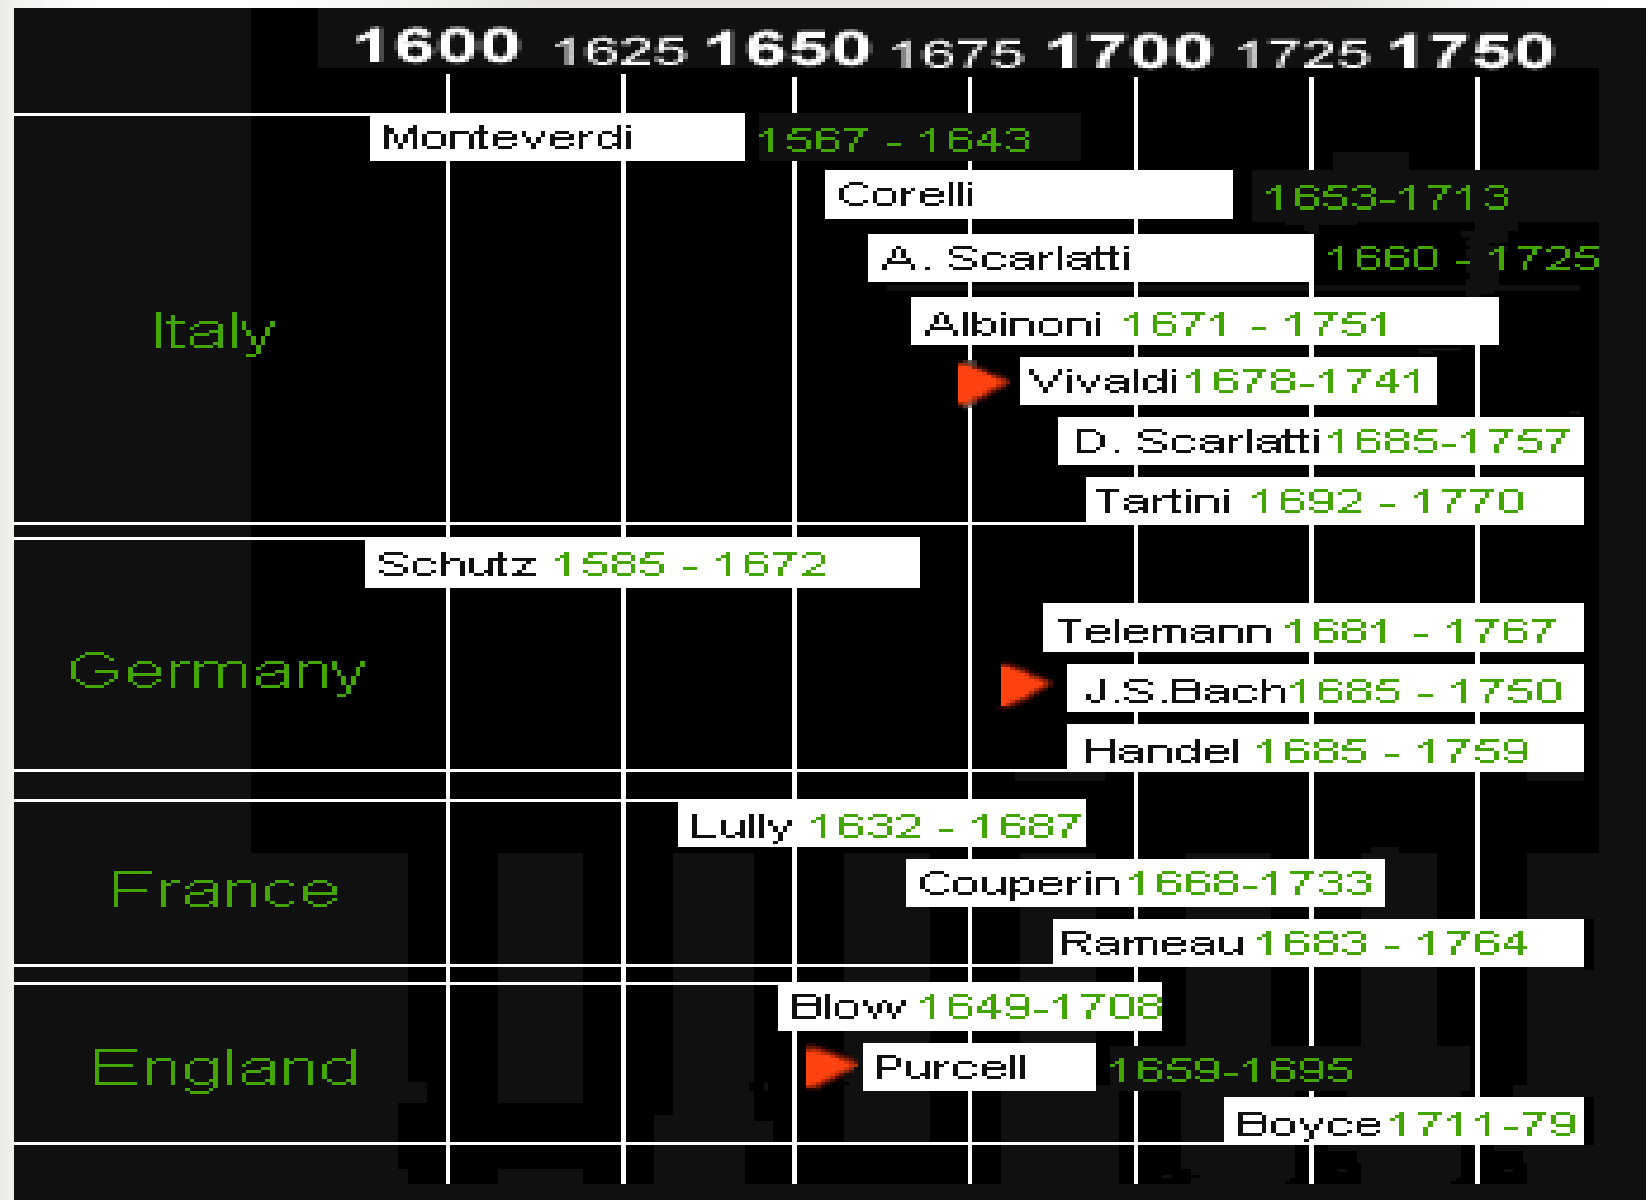 1600 1625 1650 1675 1700 1725 1750
Monteverdi 1567 - 1643
Corelli 1653-1713
A. Scarlatti 1660 - 1725
Italy
Albinoni 1671 - 1751
Vivaldi 1678-1741
D. Scarlatti 1685-1757
Tartini 1692 - 1770
Schutz 1585 - 1672
Telemann 1681 - 1767
Germany
J.S.Bach 1685 - 1750
Handel 1685 - 1759
Lully 1632 - 1687
France
Couperin 1668-1733
Rameau 1683 - 1764
Blow 1649-1708
England
Purcell 1659-1695
Boyce 1711-79